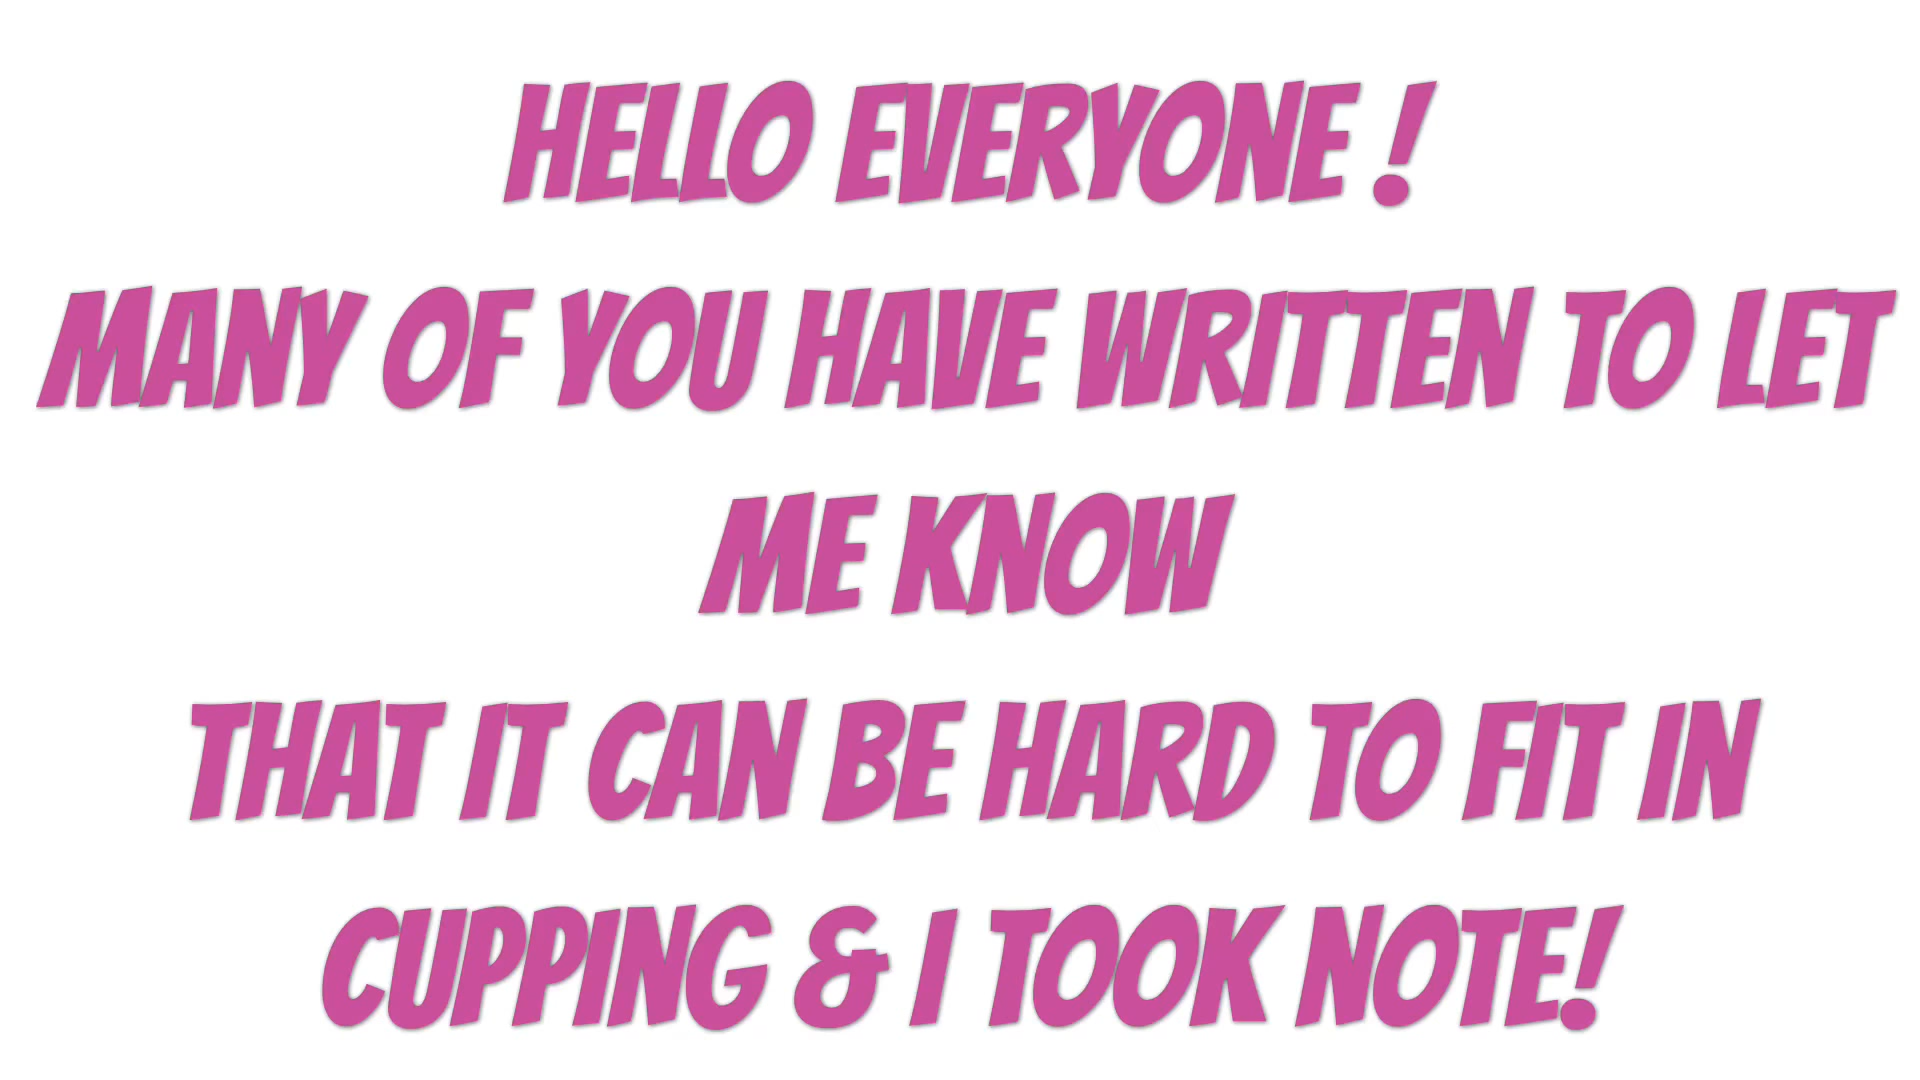 HELLO EVERYONE !
MANY OF YOU HAVE WRITTEN TO LET
ME KNOW
THAT IT CAN BE HARD TO FIT IN
CUPPING & I TOOK NOTE!